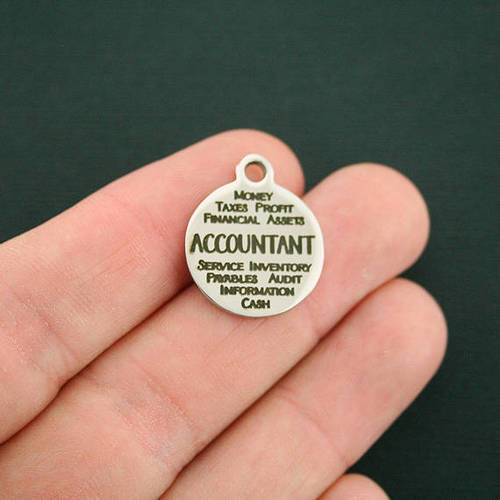 Money
Taxes Profit
Financial Assets
ACCOUNTANT
Service Inventory
Payables Audit
Information
Cash